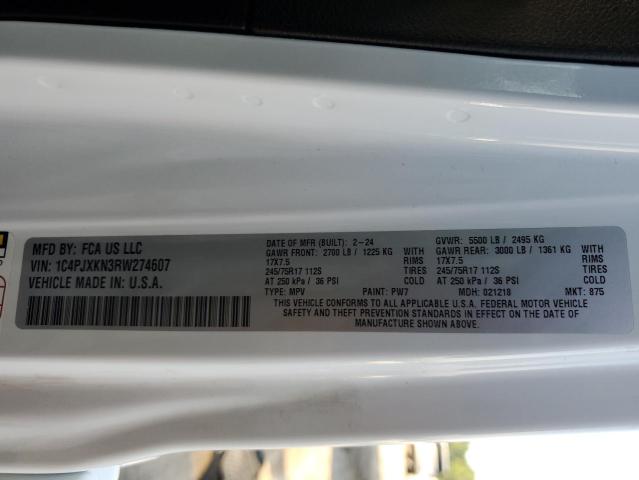 MFD BY: FCA US LLC
VIN: 1C4PJXKN3RW274607
VEHICLE MADE IN: U.S.A.
DATE OF MFR (BUILT): 2-24
GAWR FRONT: 2700 LB / 1225 KG WITH
17X7.5 RIMS
245/75R17 112S TIRES
AT 250 kPa / 36 PSI COLD
TYPE: MPV PAINT: PW7
GVWR: 5500 LB / 2495 KG
GAWR REAR: 3000 LB / 1361 KG WITH
17X7.5 RIMS
245/75R17 112S TIRES
AT 250 kPa / 36 PSI COLD
MDH: 021218 MKT: 875
THIS VEHICLE CONFORMS TO ALL APPLICABLE U.S.A. FEDERAL MOTOR VEHICLE
SAFETY AND THEFT PREVENTION STANDARDS IN EFFECT ON THE DATE OF
MANUFACTURE SHOWN ABOVE.